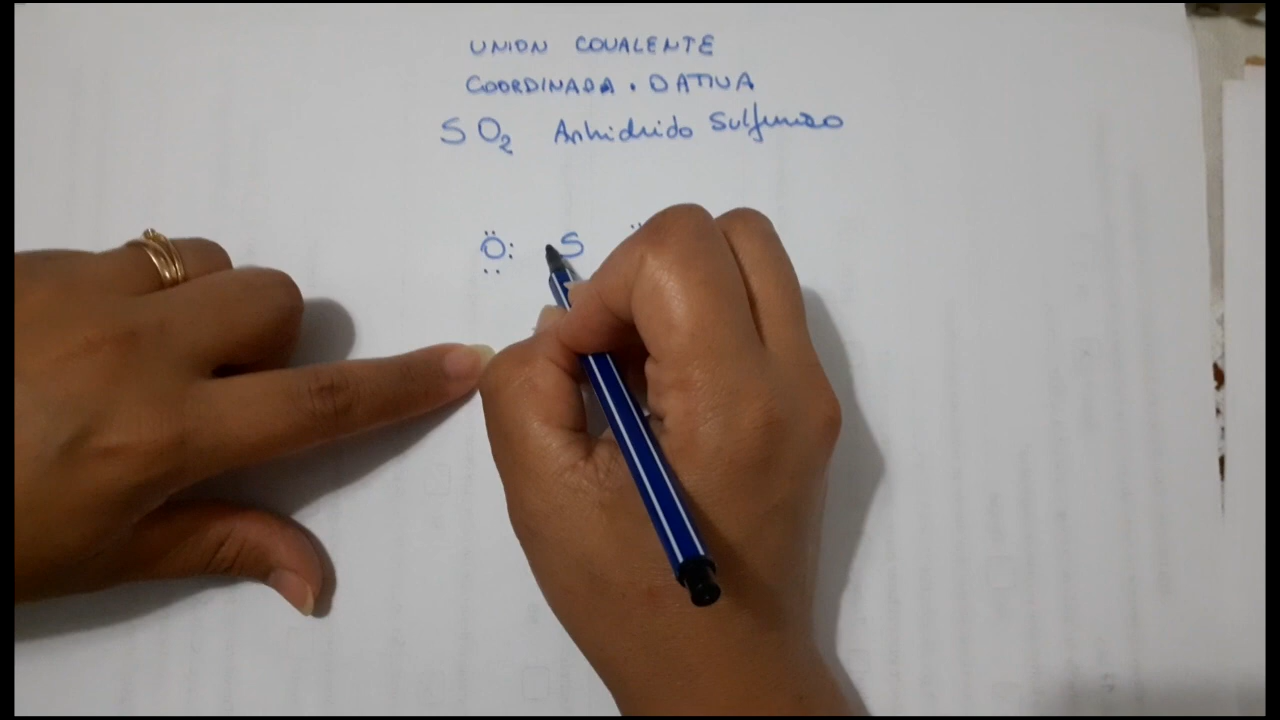 UNION COVALENTE
COORDINADA . DATIVA
SO₂ Anhidrido Sulfuroso
:Ö: S